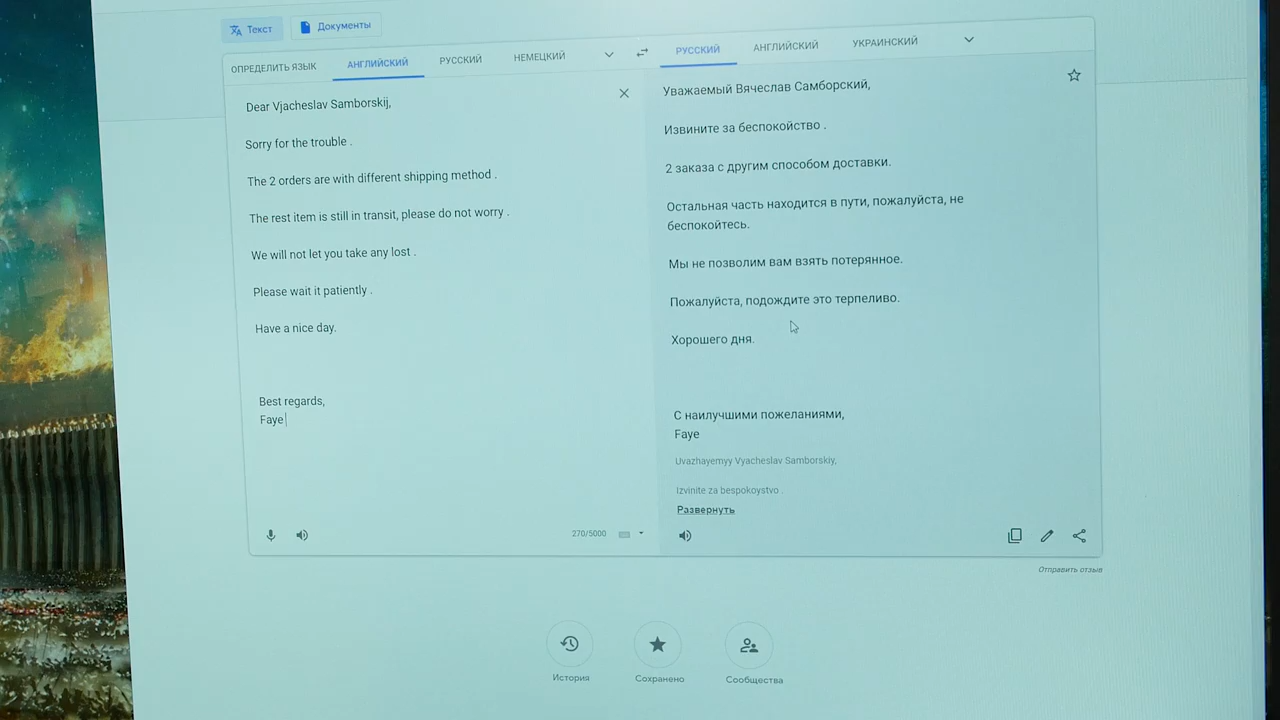 Текст
Документы
ОПРЕДЕЛИТЬ ЯЗЫК
АНГЛИЙСКИЙ
РУССКИЙ
НЕМЕЦКИЙ
РУССКИЙ
АНГЛИЙСКИЙ
УКРАИНСКИЙ
Dear Vjacheslav Samborskij,
Sorry for the trouble .
The 2 orders are with different shipping method .
The rest item is still in transit, please do not worry .
We will not let you take any lost .
Please wait it patiently .
Have a nice day.
Best regards,
Faye
270/5000
Уважаемый Вячеслав Самборский,
Извините за беспокойство .
2 заказа с другим способом доставки.
Остальная часть находится в пути, пожалуйста, не
беспокойтесь.
Мы не позволим вам взять потерянное.
Пожалуйста, подождите это терпеливо.
Хорошего дня.
С наилучшими пожеланиями,
Faye
Uvazhayemyy Vyacheslav Samborskiy,
Izvinite za bespokoystvo .
Развернуть
Отправить отзыв
История
Сохранено
Сообщества